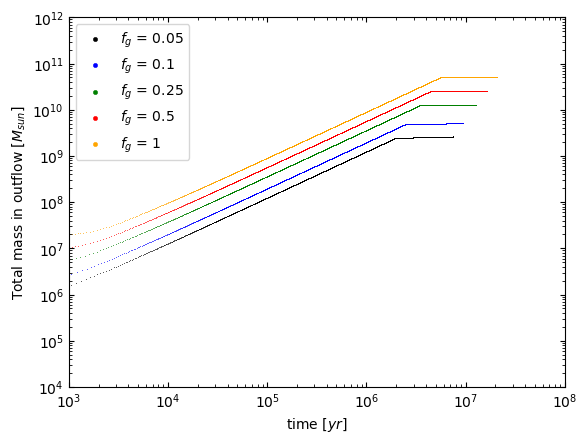 10^12
10^11
10^10
10^9
10^8
10^7
10^6
10^5
10^4
Total mass in outflow [M_sun]
f_g = 0.05
f_g = 0.1
f_g = 0.25
f_g = 0.5
f_g = 1
10^3 10^4 10^5 10^6 10^7 10^8
time [yr]